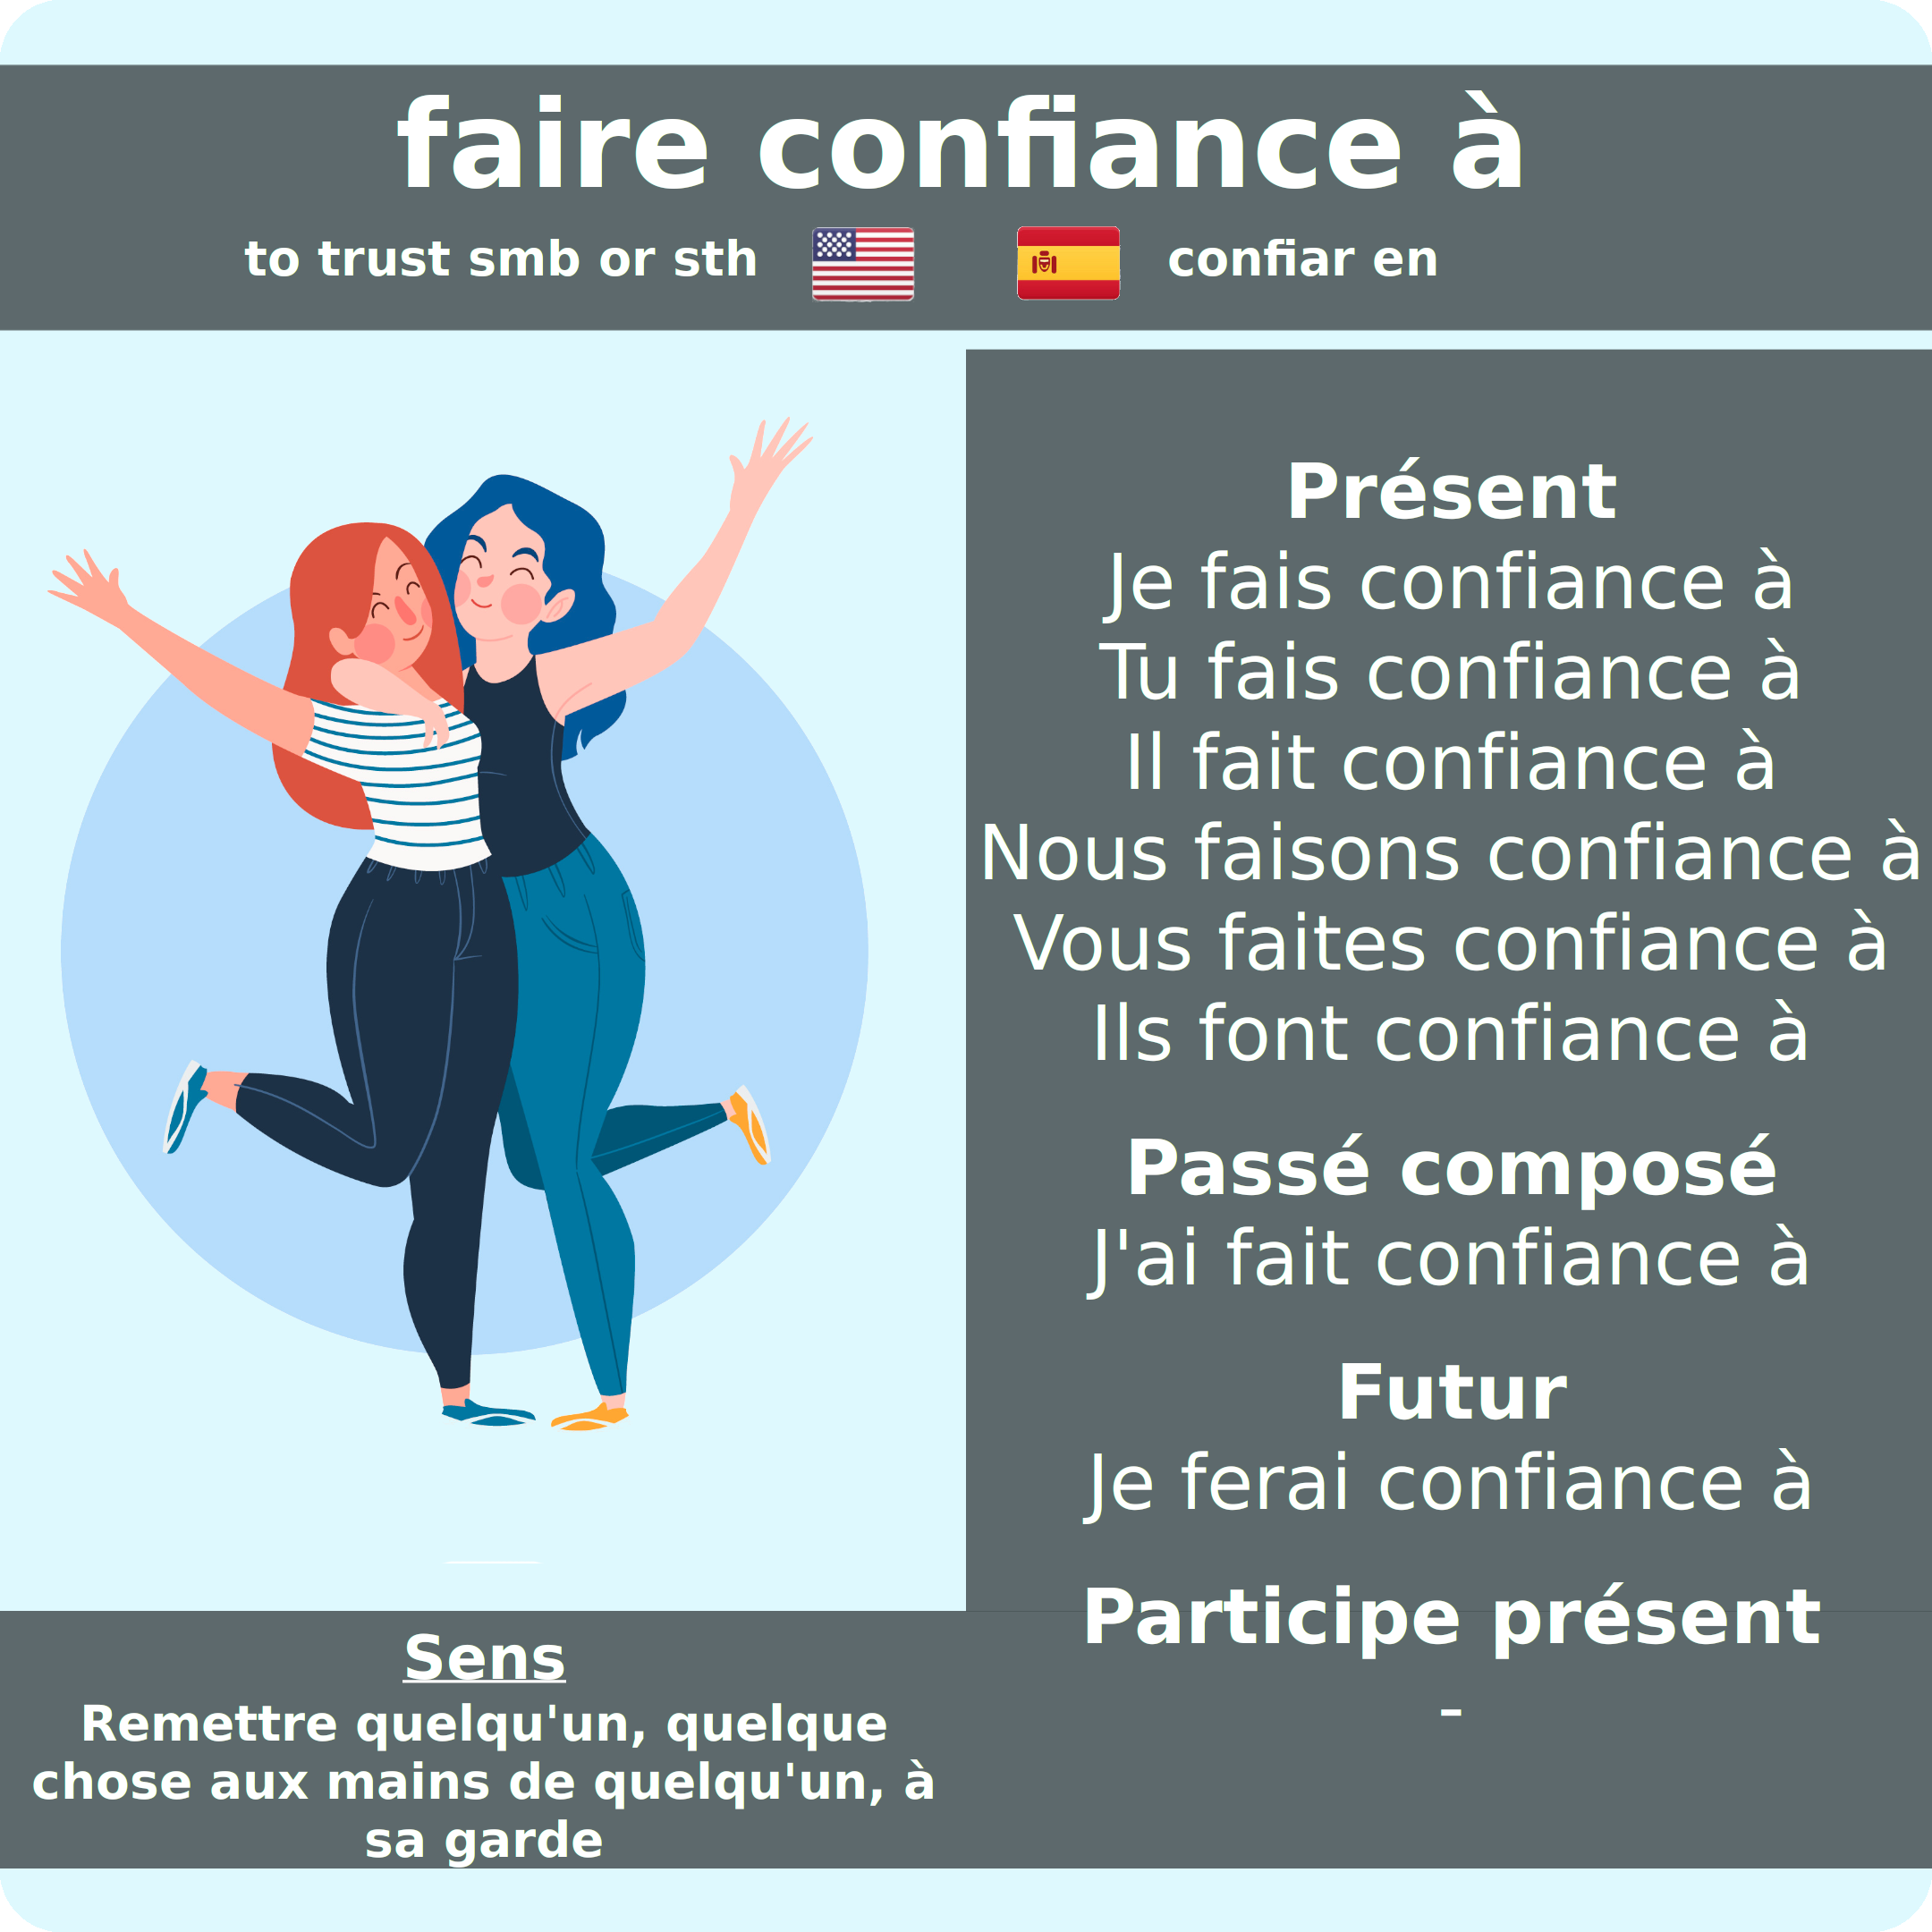 faire confiance à
to trust smb or sth
confiar en
Présent
Je fais confiance à
Tu fais confiance à
Il fait confiance à
Nous faisons confiance à
Vous faites confiance à
Ils font confiance à
Passé composé
J'ai fait confiance à
Futur
Je ferai confiance à
Participe présent
-
Sens
Remettre quelqu'un, quelque
chose aux mains de quelqu'un, à
sa garde